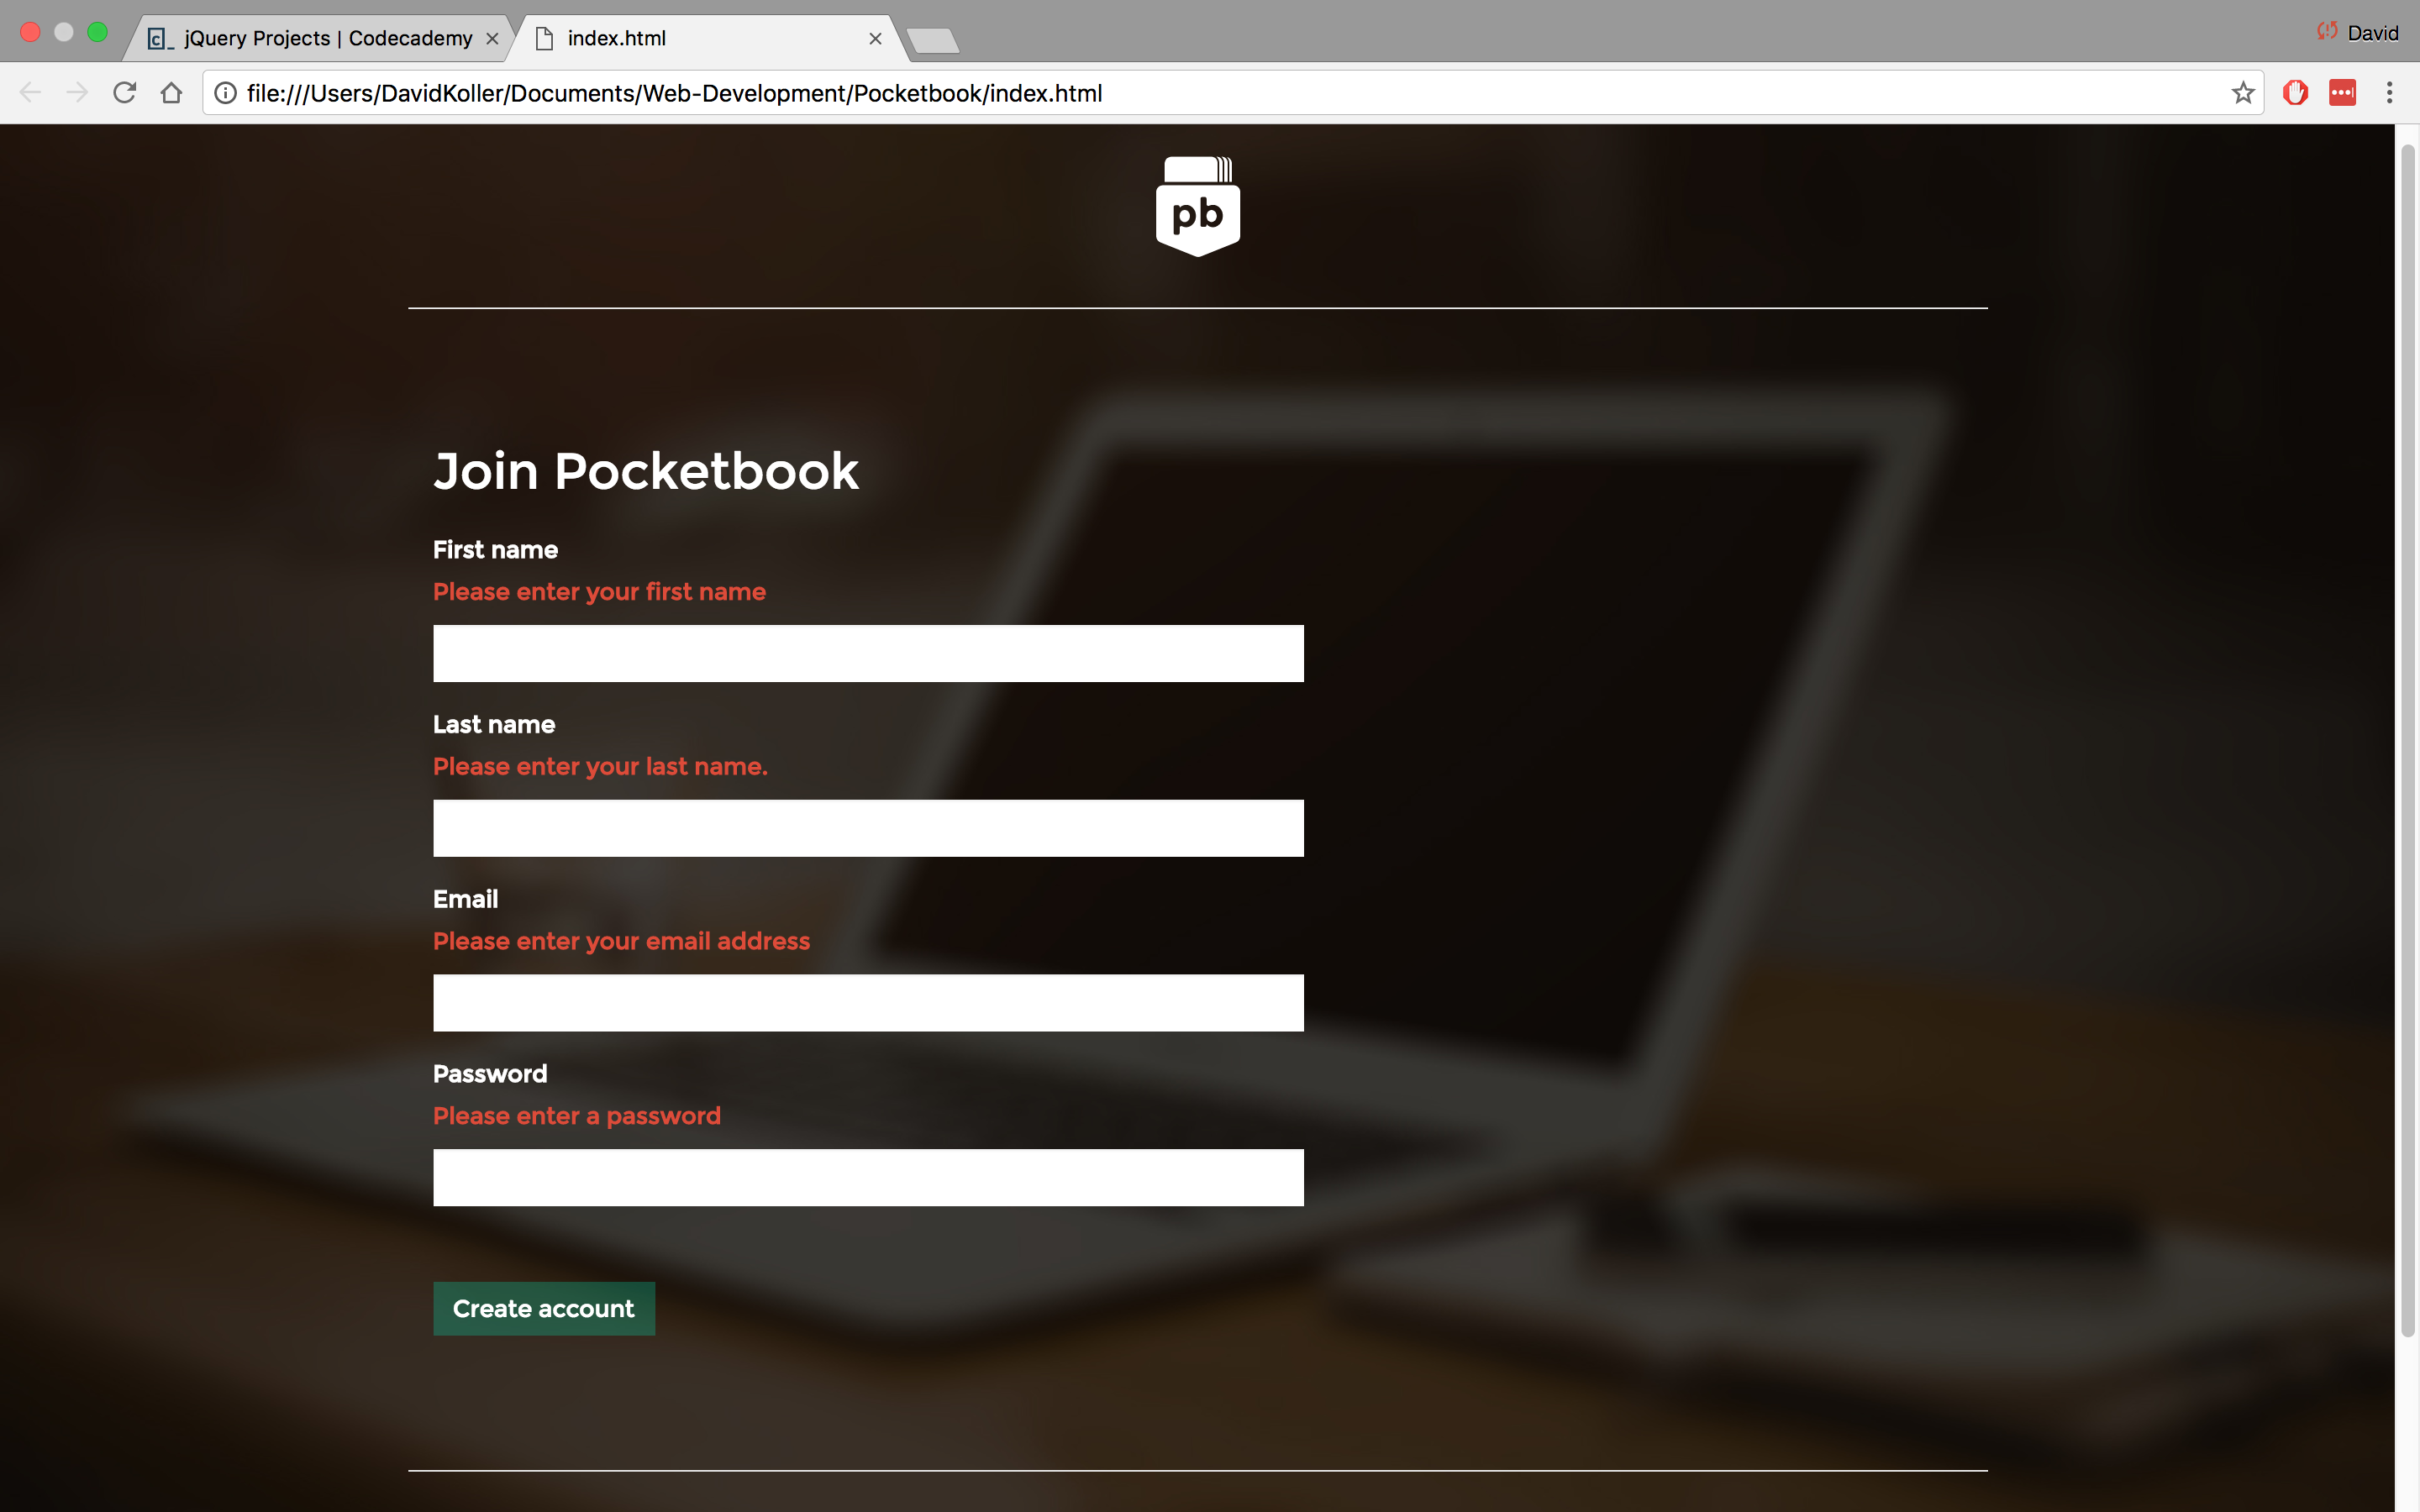 jQuery Projects | Codecademy
index.html
David
file:///Users/DavidKoller/Documents/Web-Development/Pocketbook/index.html
pb
Join Pocketbook
First name
Please enter your first name
Last name
Please enter your last name.
Email
Please enter your email address
Password
Please enter a password
Create account